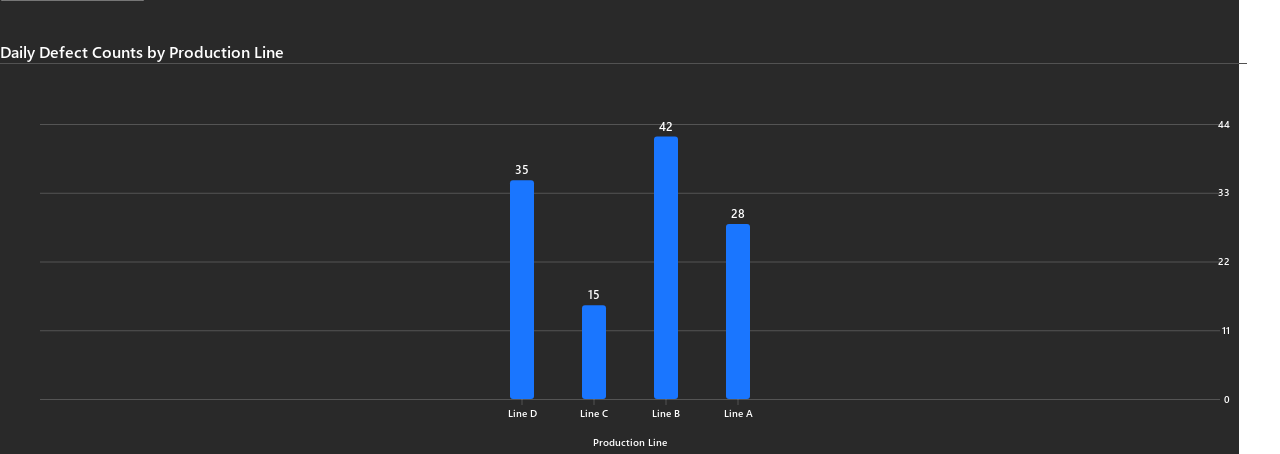 Daily Defect Counts by Production Line
44
33
22
11
0
35
15
42
28
Line D
Line C
Line B
Line A
Production Line